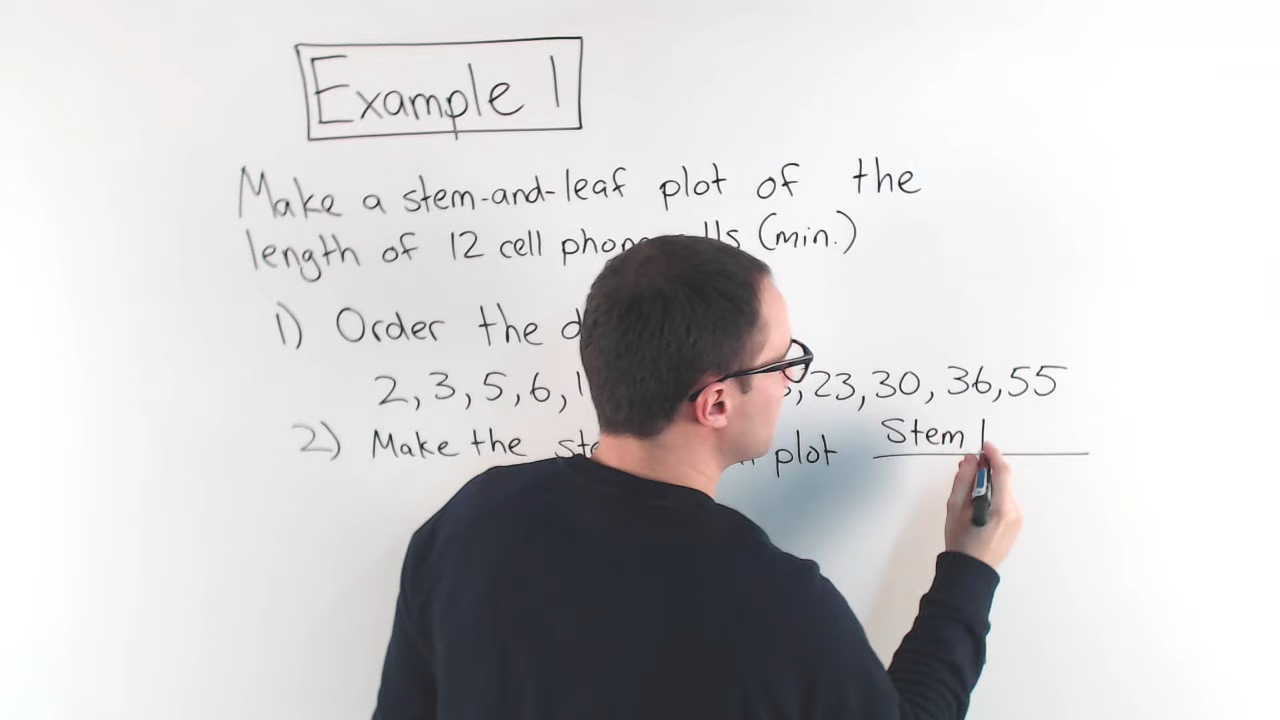 Example 1
Make a stem-and-leaf plot of the
length of 12 cell (min.)
1) Order the
2, 3, 5, 6, 23, 30, 36, 55
2) Make the plot
Stem